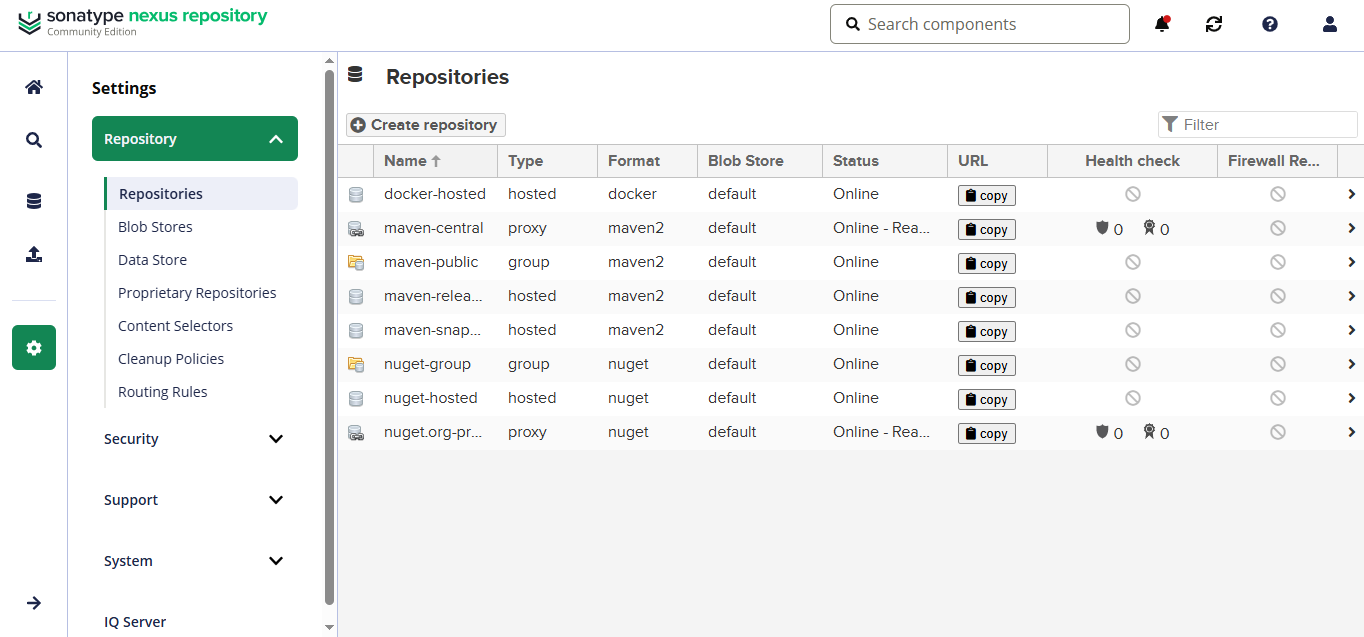 sonatype nexus repository
Community Edition
Search components
Settings
Repository
Repositories
Blob Stores
Data Store
Proprietary Repositories
Content Selectors
Cleanup Policies
Routing Rules
Security
Support
System
IQ Server
Repositories
Create repository
Filter
Name Type Format Blob Store Status URL Health check Firewall Re...
docker-hosted hosted docker default Online copy
maven-central proxy maven2 default Online - Rea... copy 0 0
maven-public group maven2 default Online copy
maven-relea... hosted maven2 default Online copy
maven-snap... hosted maven2 default Online copy
nuget-group group nuget default Online copy
nuget-hosted hosted nuget default Online copy
nuget.org-pr... proxy nuget default Online - Rea... copy 0 0